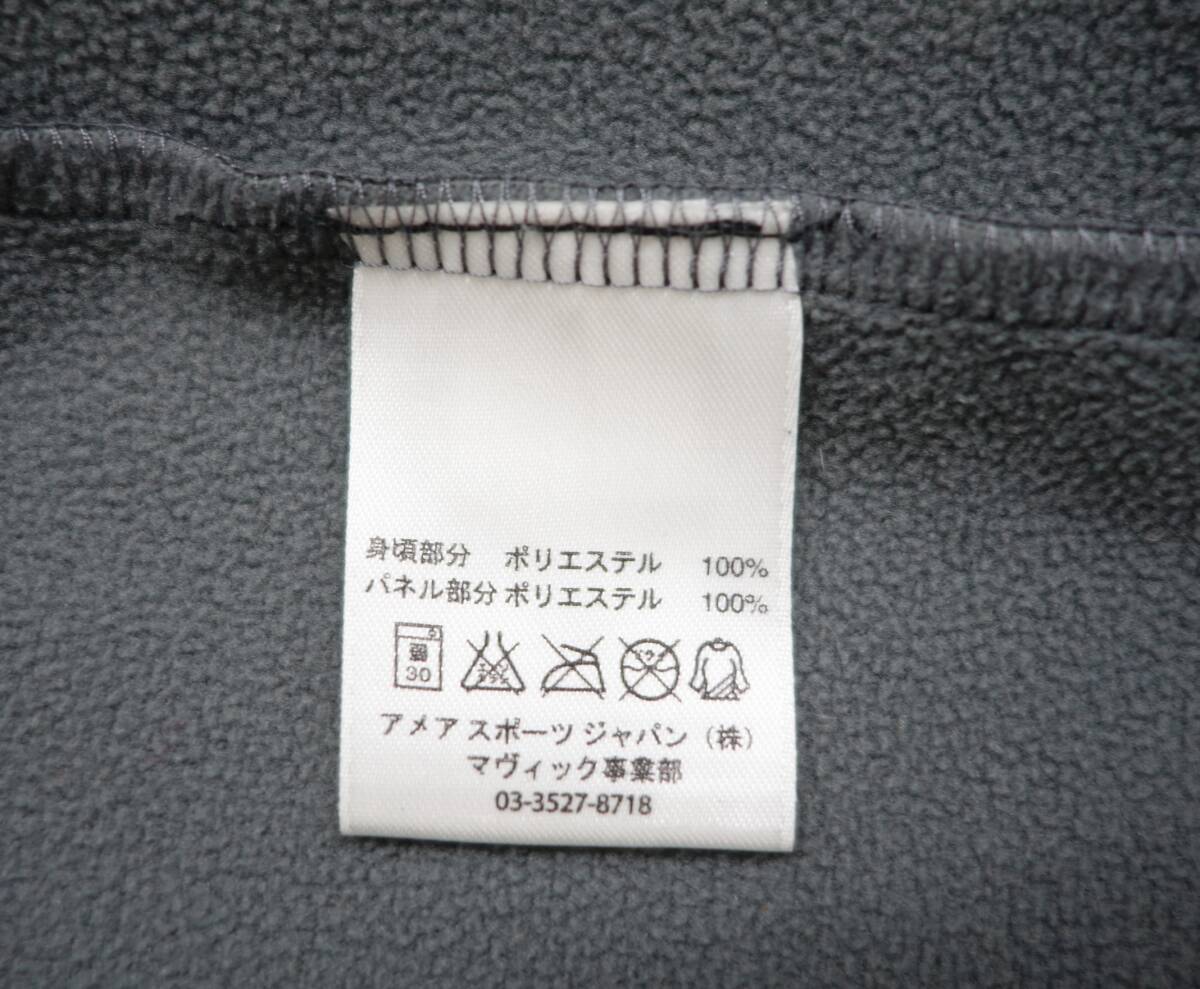 身頃部分 ポリエステル 100%
パネル部分 ポリエステル 100%
弱
30
アメア スポーツ ジャパン（株）
マヴィック事業部
03-3527-8718